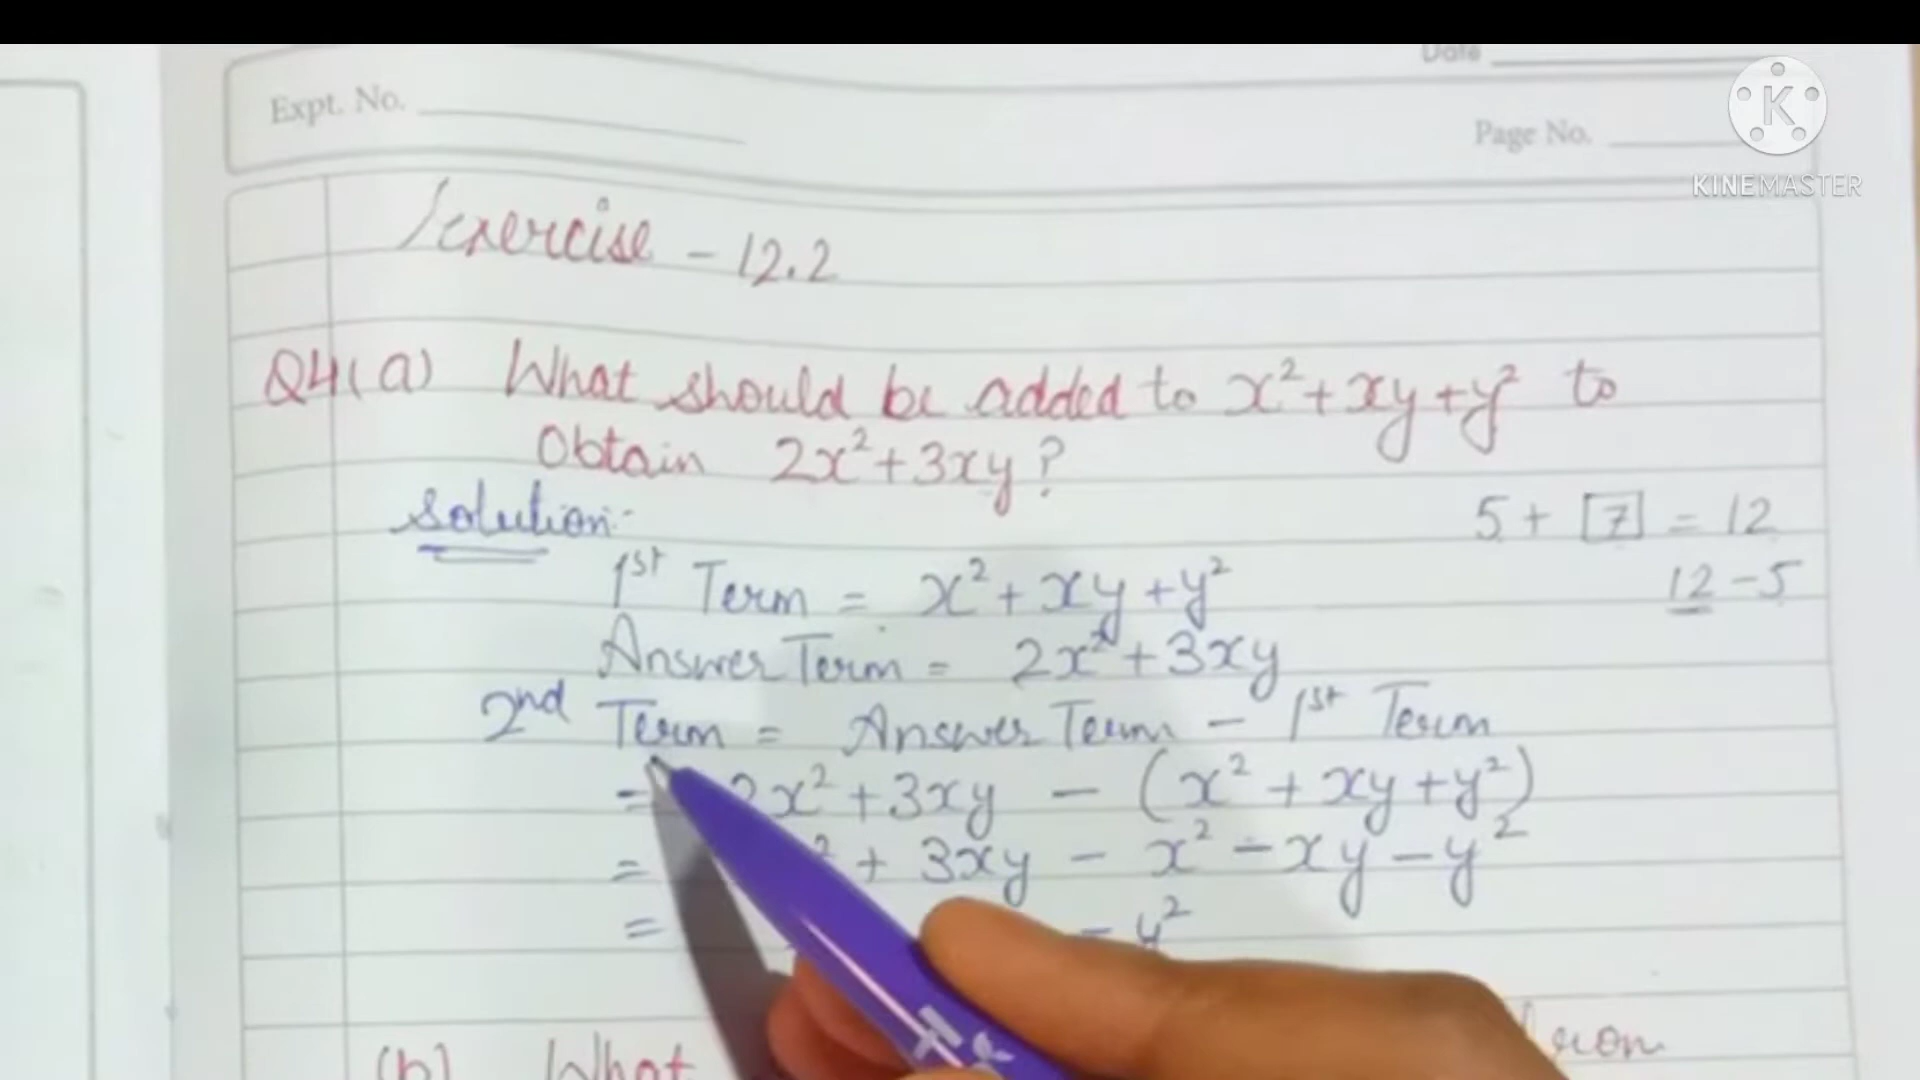 Date
Expt. No.
Page No.
KINEMASTER
Exercise - 12.2
Q4(a) What should be added to x²+xy+y² to
Obtain 2x²+3xy?
Solution:-
5 + 7 = 12
1st Term = x²+xy+y²
12-5
Answer Term = 2x²+3xy
2nd Term = Answer Term - 1st Term
= 2x²+3xy - (x²+xy+y²)
= ² + 3xy - x² - xy - y²
= - y²
(b) What